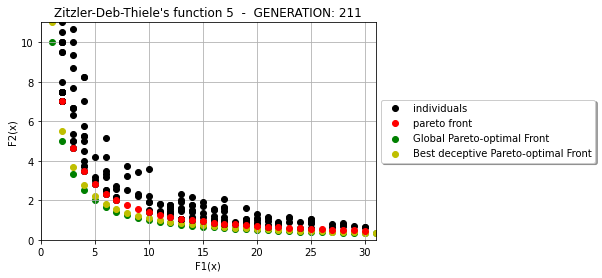 Zitzler-Deb-Thiele's function 5 - GENERATION: 211
F2(x)
10
8
6
4
2
0
0 5 10 15 20 25 30
F1(x)
individuals
pareto front
Global Pareto-optimal Front
Best deceptive Pareto-optimal Front